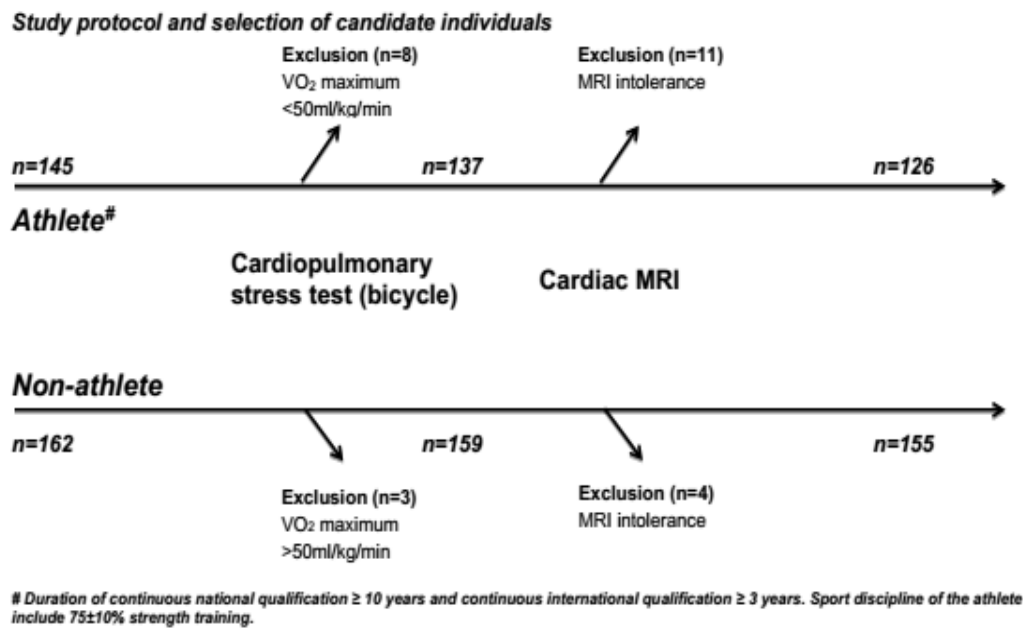 Study protocol and selection of candidate individuals
Exclusion (n=8)
VO₂ maximum
<50ml/kg/min
Exclusion (n=11)
MRI intolerance
n=145
n=137
n=126
Athlete#
Cardiopulmonary
stress test (bicycle)
Cardiac MRI
Non-athlete
n=162
n=159
n=155
Exclusion (n=3)
VO₂ maximum
>50ml/kg/min
Exclusion (n=4)
MRI intolerance
# Duration of continuous national qualification ≥ 10 years and continuous international qualification ≥ 3 years. Sport discipline of the athlete
include 75±10% strength training.